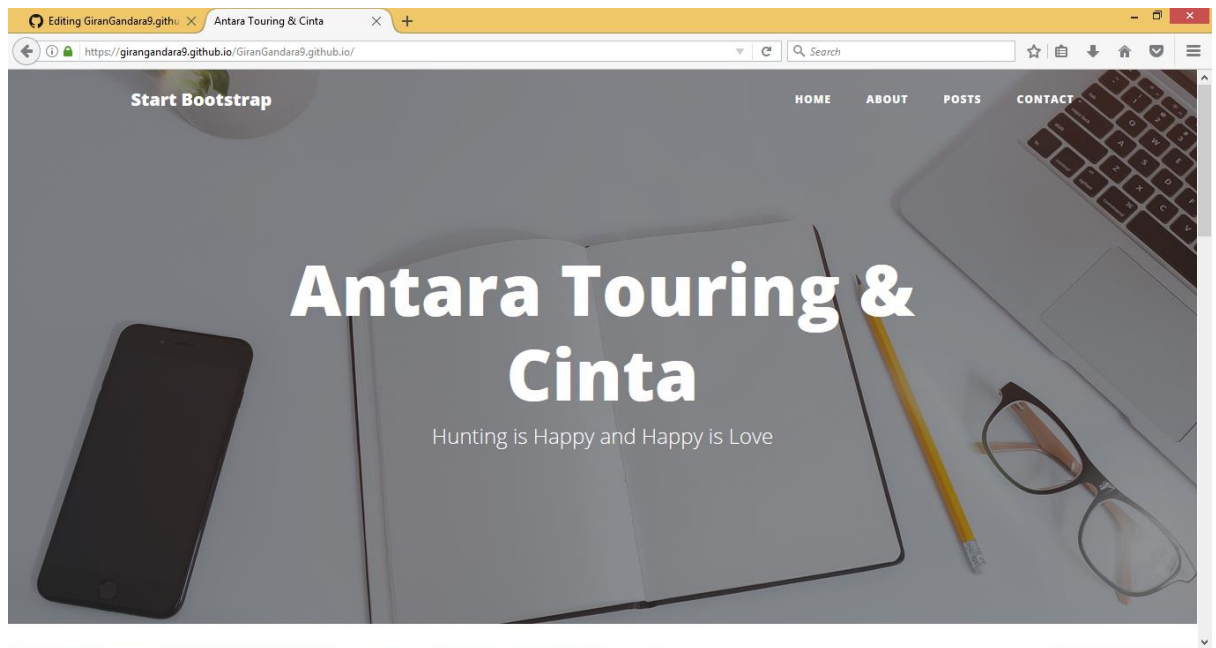 Editing GiranGandara9.githu
Antara Touring & Cinta
https://girangandara9.github.io/GiranGandara9.github.io/
Search
Start Bootstrap
HOME ABOUT POSTS CONTACT
Antara Touring &
Cinta
Hunting is Happy and Happy is Love